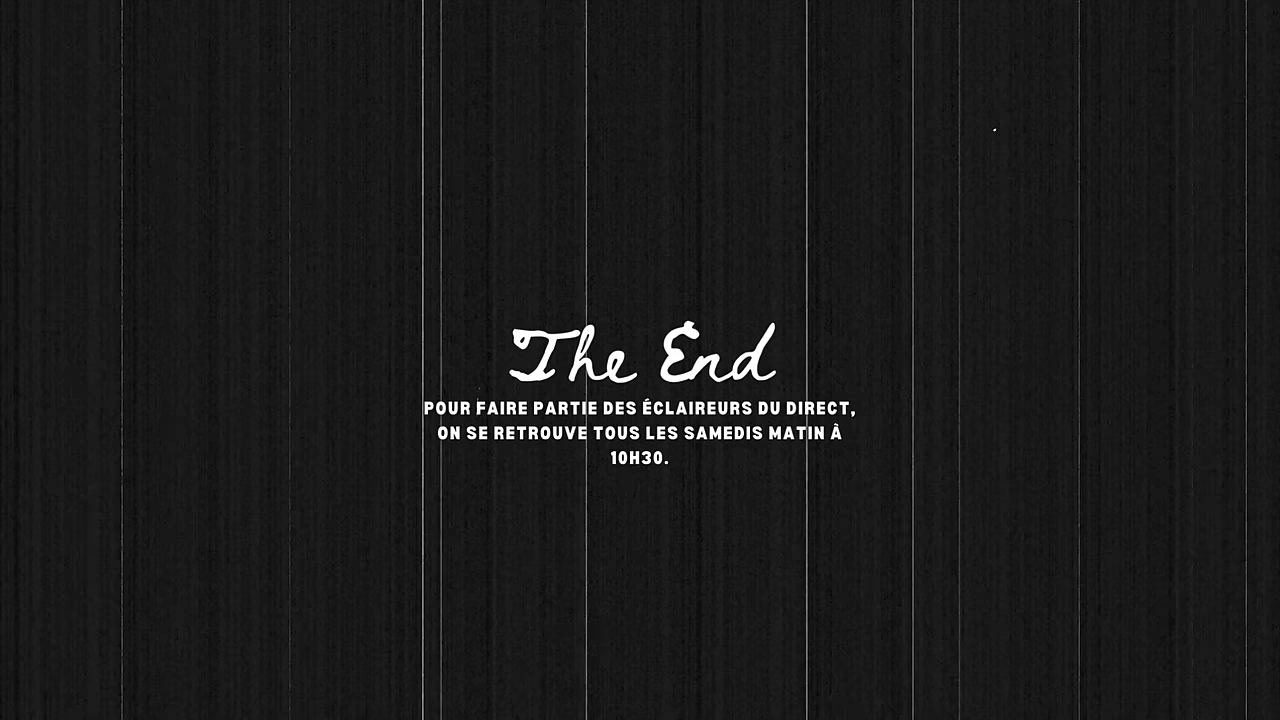 The End
POUR FAIRE PARTIE DES ÉCLAIREURS DU DIRECT,
ON SE RETROUVE TOUS LES SAMEDIS MATIN À
10H30.